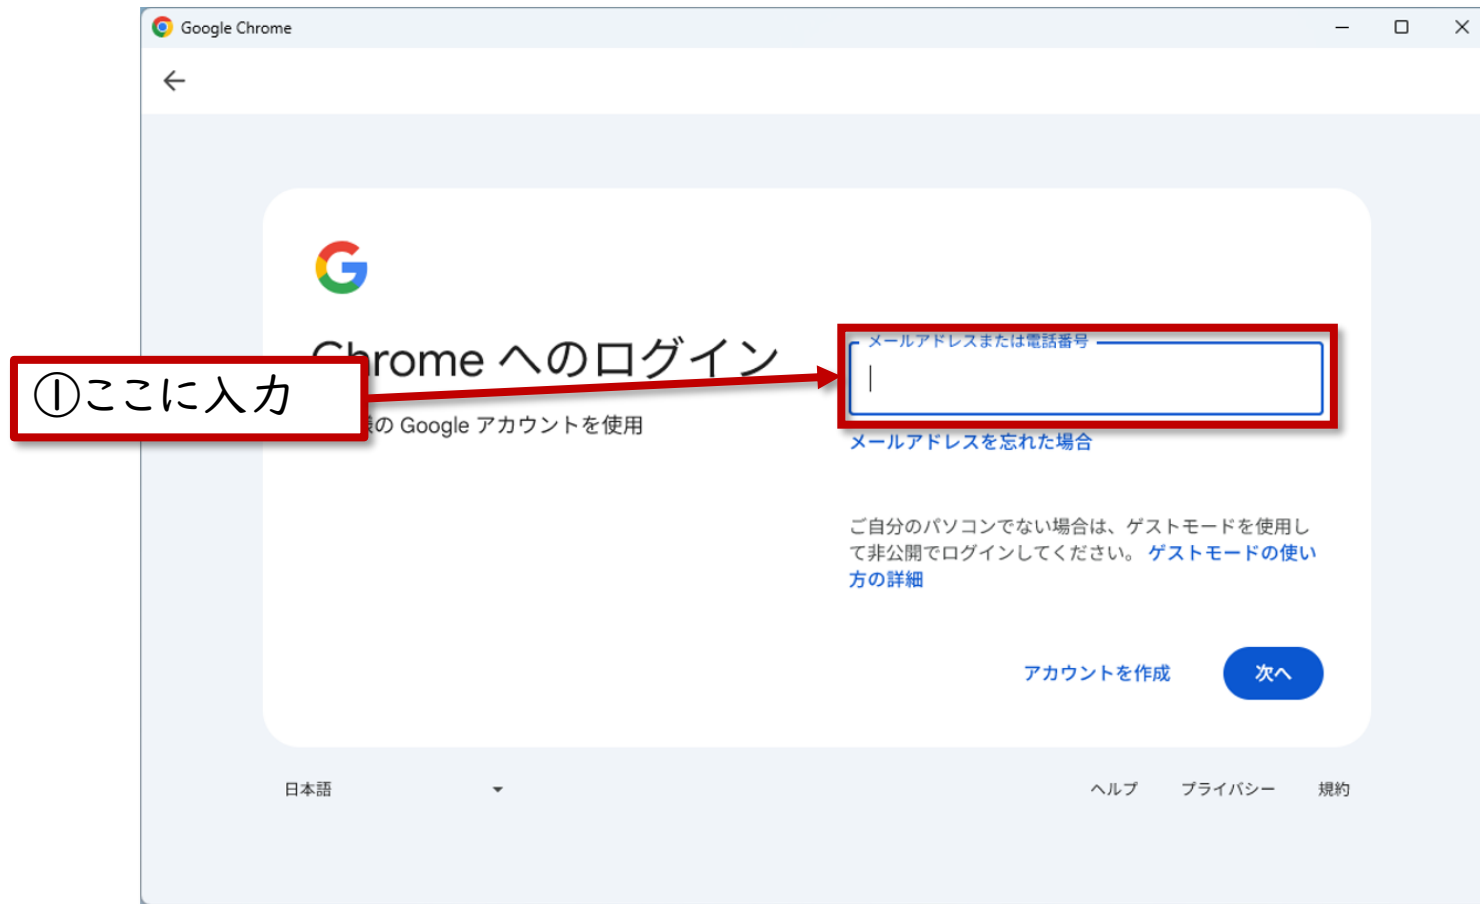 Google Chrome
Chrome へのログイン
①ここに入力
の Google アカウントを使用
メールアドレスまたは電話番号
メールアドレスを忘れた場合
ご自分のパソコンでない場合は、ゲストモードを使用し
て非公開でログインしてください。 ゲストモードの使い
方の詳細
アカウントを作成
次へ
日本語
ヘルプ
プライバシー
規約